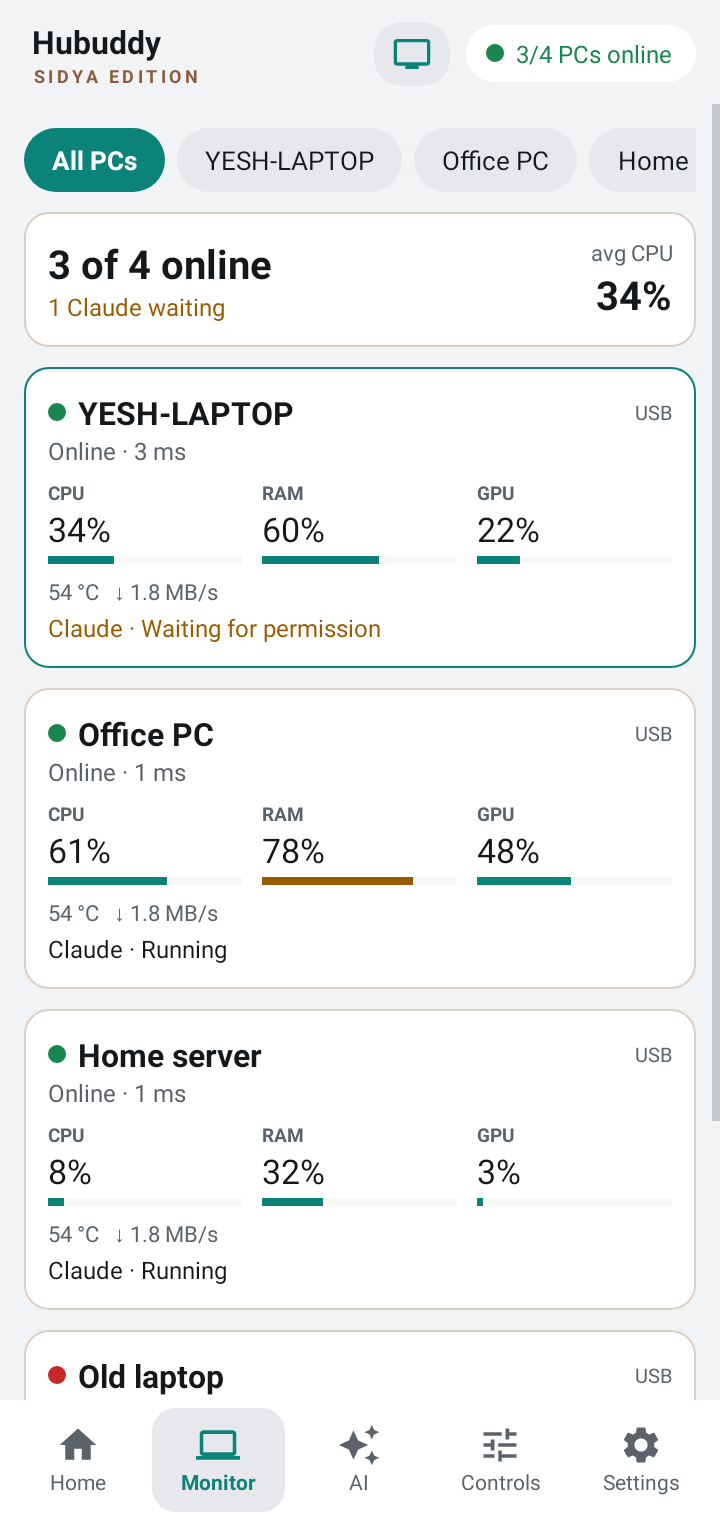 Hubuddy
SIDYA EDITION
3/4 PCs online
All PCs
YESH-LAPTOP
Office PC
Home
3 of 4 online
1 Claude waiting
avg CPU
34%
YESH-LAPTOP
USB
Online · 3 ms
CPU RAM GPU
34% 60% 22%
54 °C ↓ 1.8 MB/s
Claude · Waiting for permission
Office PC
USB
Online · 1 ms
CPU RAM GPU
61% 78% 48%
54 °C ↓ 1.8 MB/s
Claude · Running
Home server
USB
Online · 1 ms
CPU RAM GPU
8% 32% 3%
54 °C ↓ 1.8 MB/s
Claude · Running
Old laptop
USB
Home
Monitor
AI
Controls
Settings